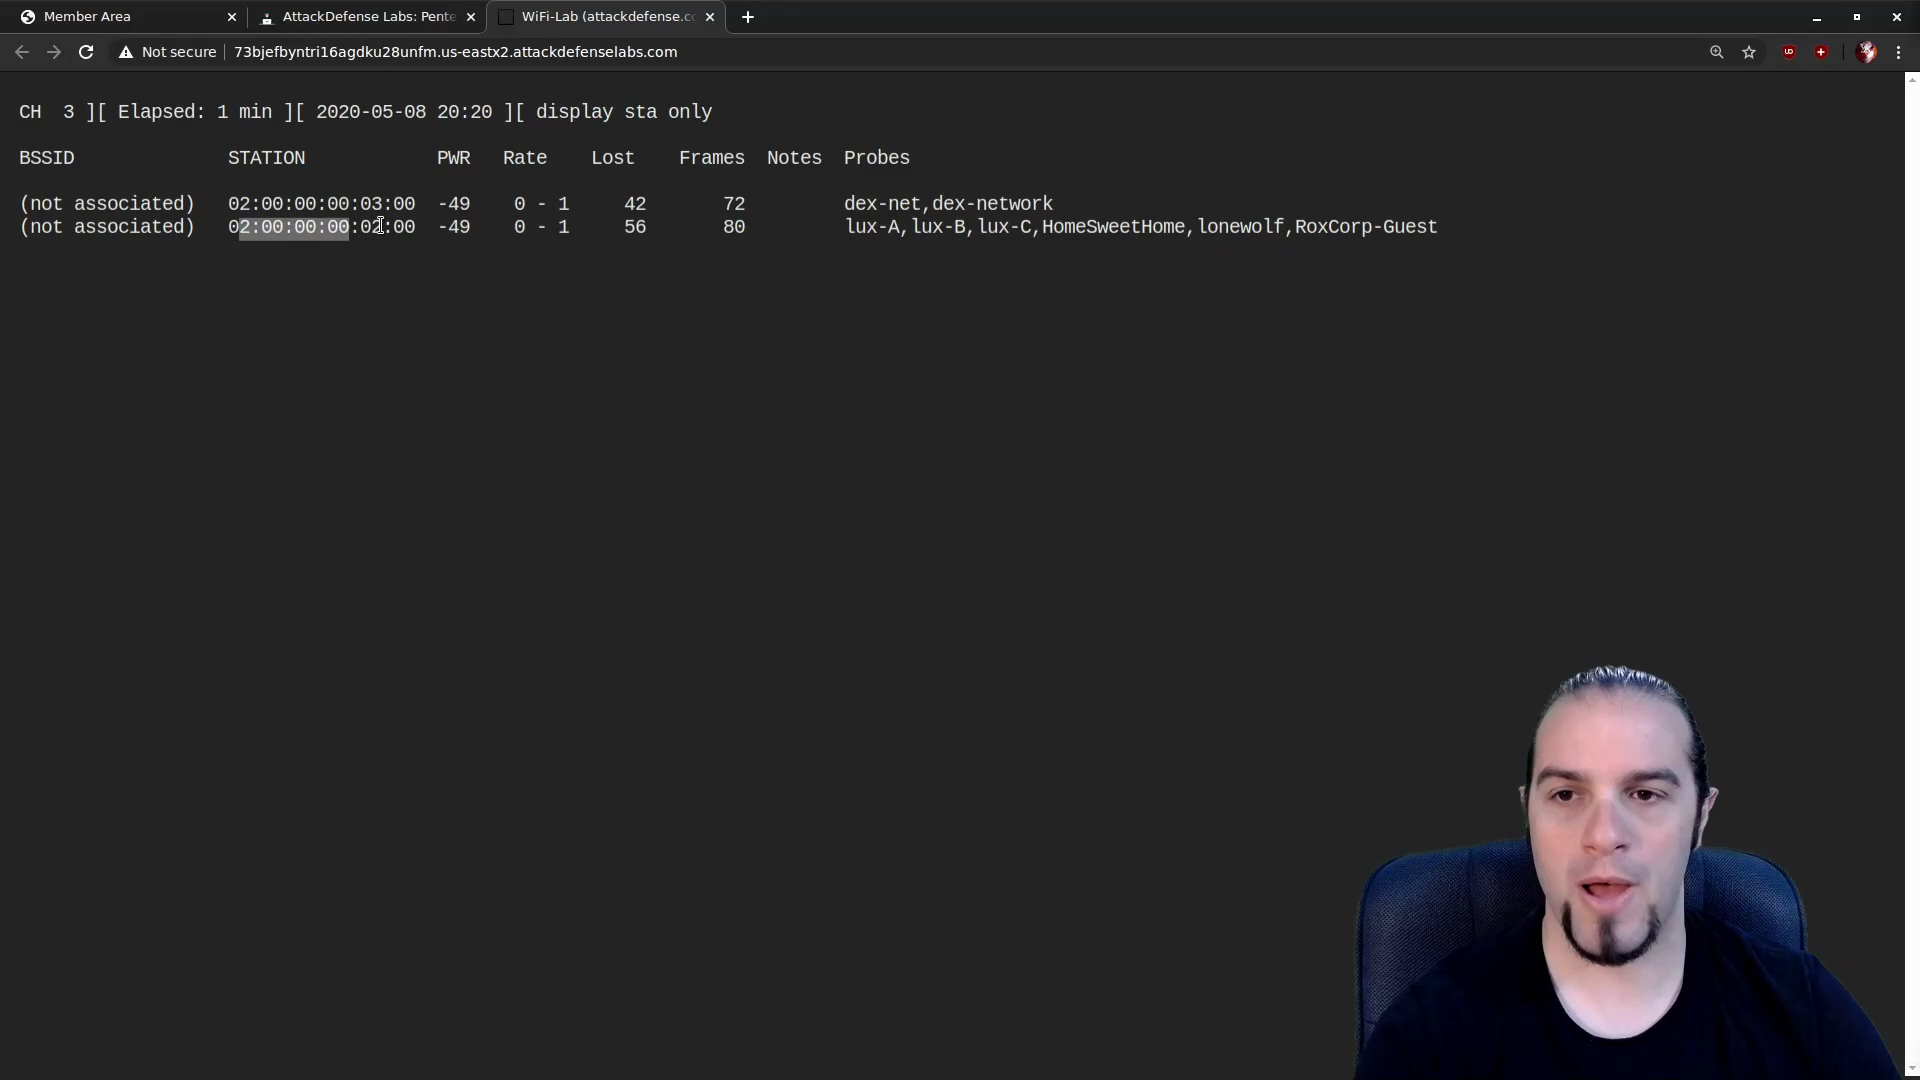 Member Area
AttackDefense Labs: Pente
WiFi-Lab (attackdefense.co
Not secure
73bjefbyntri16agdku28unfm.us-eastx2.attackdefenselabs.com
CH 3 ][ Elapsed: 1 min ][ 2020-05-08 20:20 ][ display sta only
BSSID STATION PWR Rate Lost Frames Notes Probes
(not associated) 02:00:00:00:03:00 -49 0 - 1 42 72 dex-net,dex-network
(not associated) 02:00:00:00:02:00 -49 0 - 1 56 80 lux-A,lux-B,lux-C,HomeSweetHome,lonewolf,RoxCorp-Guest